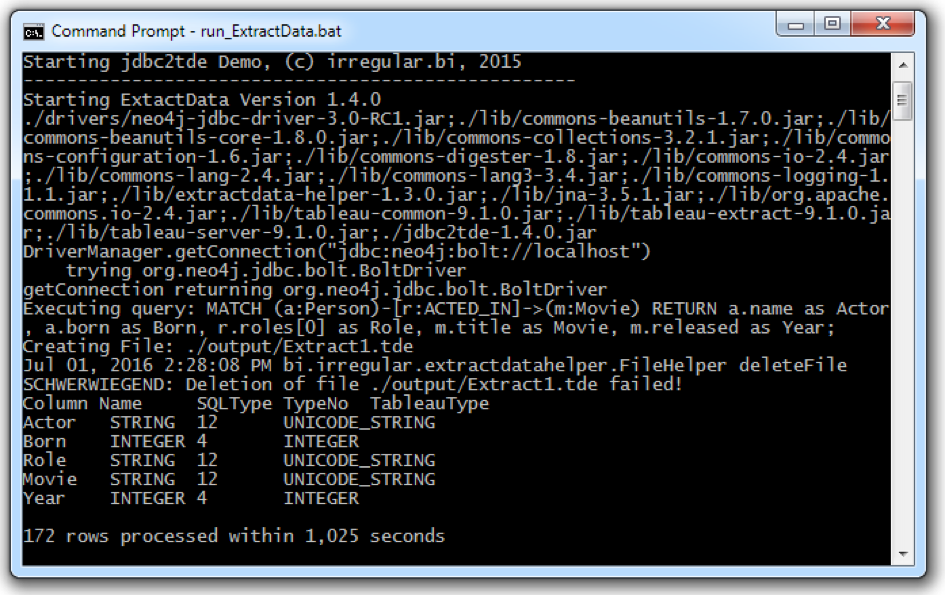 Command Prompt - run_ExtractData.bat
Starting jdbc2tde Demo, (c) irregular.bi, 2015
---------------------------------------------------
Starting ExtactData Version 1.4.0
./drivers/neo4j-jdbc-driver-3.0-RC1.jar;./lib/commons-beanutils-1.7.0.jar;./lib/
commons-beanutils-core-1.8.0.jar;./lib/commons-collections-3.2.1.jar;./lib/commo
ns-configuration-1.6.jar;./lib/commons-digester-1.8.jar;./lib/commons-io-2.4.jar
;./lib/commons-lang-2.4.jar;./lib/commons-lang3-3.4.jar;./lib/commons-logging-1.
1.1.jar;./lib/extractdata-helper-1.3.0.jar;./lib/jna-3.5.1.jar;./lib/org.apache.
commons.io-2.4.jar;./lib/tableau-common-9.1.0.jar;./lib/tableau-extract-9.1.0.ja
r;./lib/tableau-server-9.1.0.jar;./jdbc2tde-1.4.0.jar
DriverManager.getConnection("jdbc:neo4j:bolt://localhost")
    trying org.neo4j.jdbc.bolt.BoltDriver
getConnection returning org.neo4j.jdbc.bolt.BoltDriver
Executing query: MATCH (a:Person)-[r:ACTED_IN]->(m:Movie) RETURN a.name as Actor
, a.born as Born, r.roles[0] as Role, m.title as Movie, m.released as Year;
Creating File: ./output/Extract1.tde
Jul 01, 2016 2:28:08 PM bi.irregular.extractdatahelper.FileHelper deleteFile
SCHWERWIEGEND: Deletion of file ./output/Extract1.tde failed!
Column Name     SQLType TypeNo  TableauType
Actor   STRING  12      UNICODE_STRING
Born    INTEGER 4       INTEGER
Role    STRING  12      UNICODE_STRING
Movie   STRING  12      UNICODE_STRING
Year    INTEGER 4       INTEGER
172 rows processed within 1,025 seconds